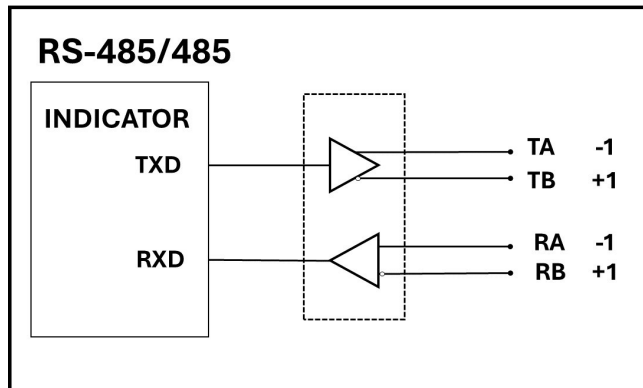 RS-485/485
INDICATOR
TXD
TA -1
TB +1
RXD
RA -1
RB +1